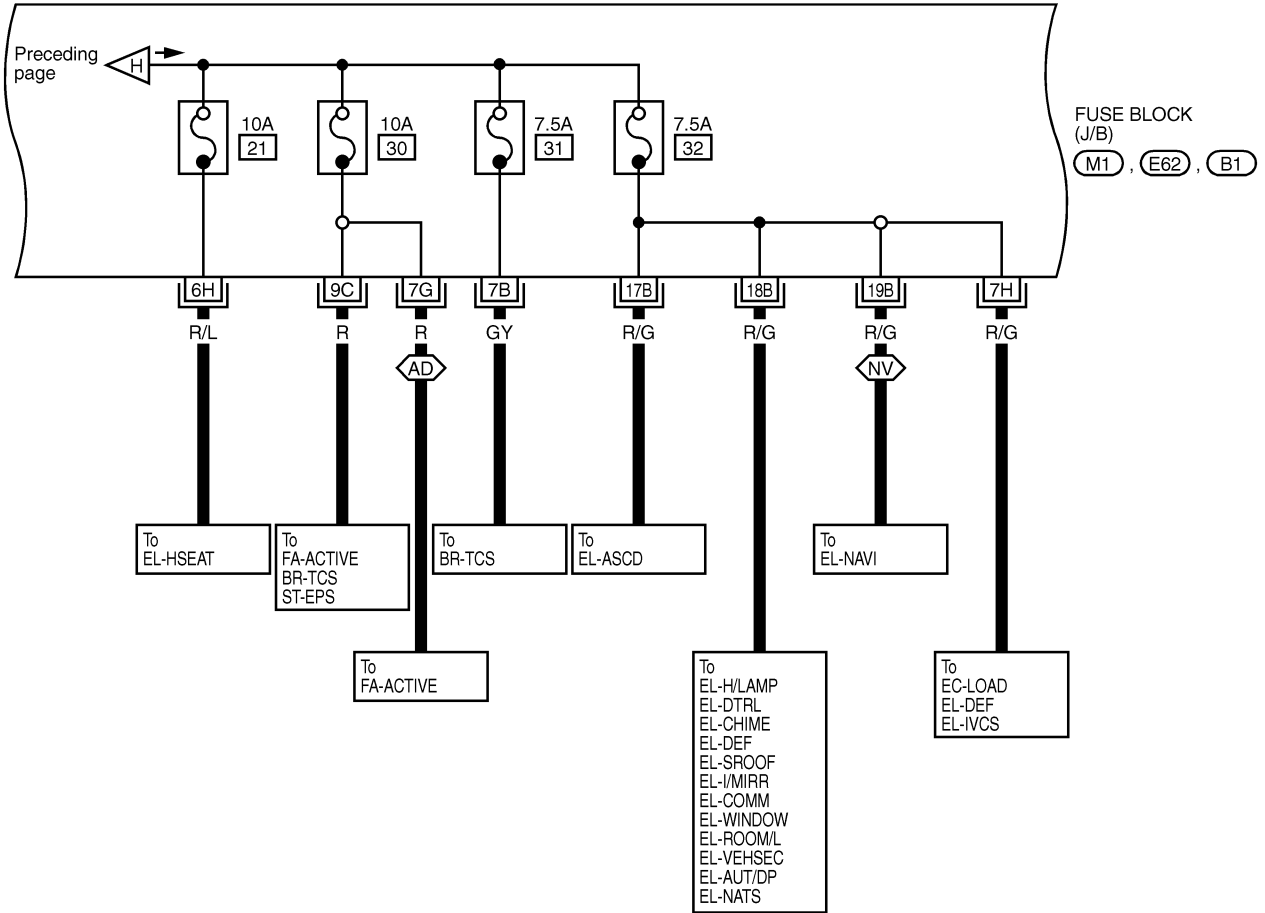 Preceding
page
H
10A
21
10A
30
7.5A
31
7.5A
32
FUSE BLOCK
(J/B)
M1 , E62 , B1
6H
9C
7G
7B
17B
18B
19B
7H
R/L
R
R
GY
R/G
R/G
R/G
R/G
AD
NV
To
EL-HSEAT
To
FA-ACTIVE
BR-TCS
ST-EPS
To
BR-TCS
To
EL-ASCD
To
EL-NAVI
To
FA-ACTIVE
To
EL-H/LAMP
EL-DTRL
EL-CHIME
EL-DEF
EL-SROOF
EL-I/MIRR
EL-COMM
EL-WINDOW
EL-ROOM/L
EL-VEHSEC
EL-AUT/DP
EL-NATS
To
EC-LOAD
EL-DEF
EL-IVCS